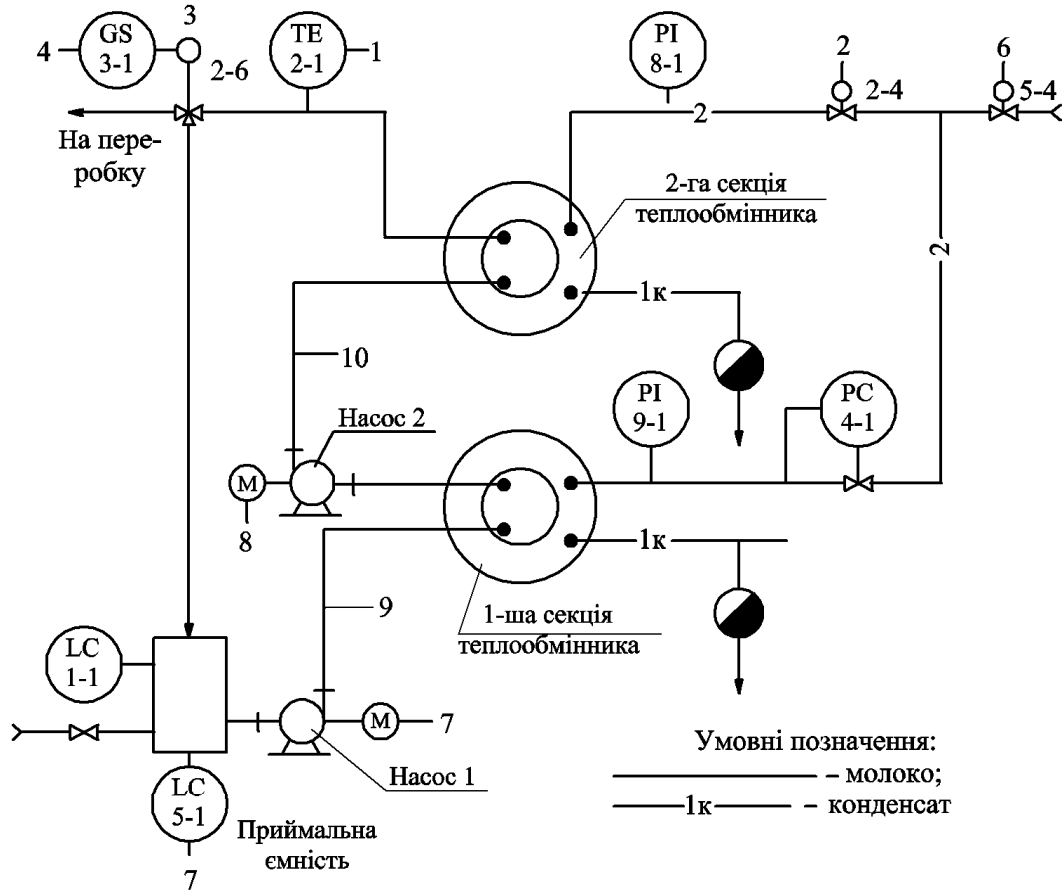 3
4
GS
3-1
2-6
TE
2-1
1
PI
8-1
2
2-4
6
5-4
2
На пере-
робку
2-га секція
теплообмінника
2
1к
10
Насос 2
PI
9-1
PC
4-1
М
8
1к
9
1-ша секція
теплообмінника
LC
1-1
М
7
Насос 1
LC
5-1
7
Приймальна
ємність
Умовні позначення:
– молоко;
1к – конденсат